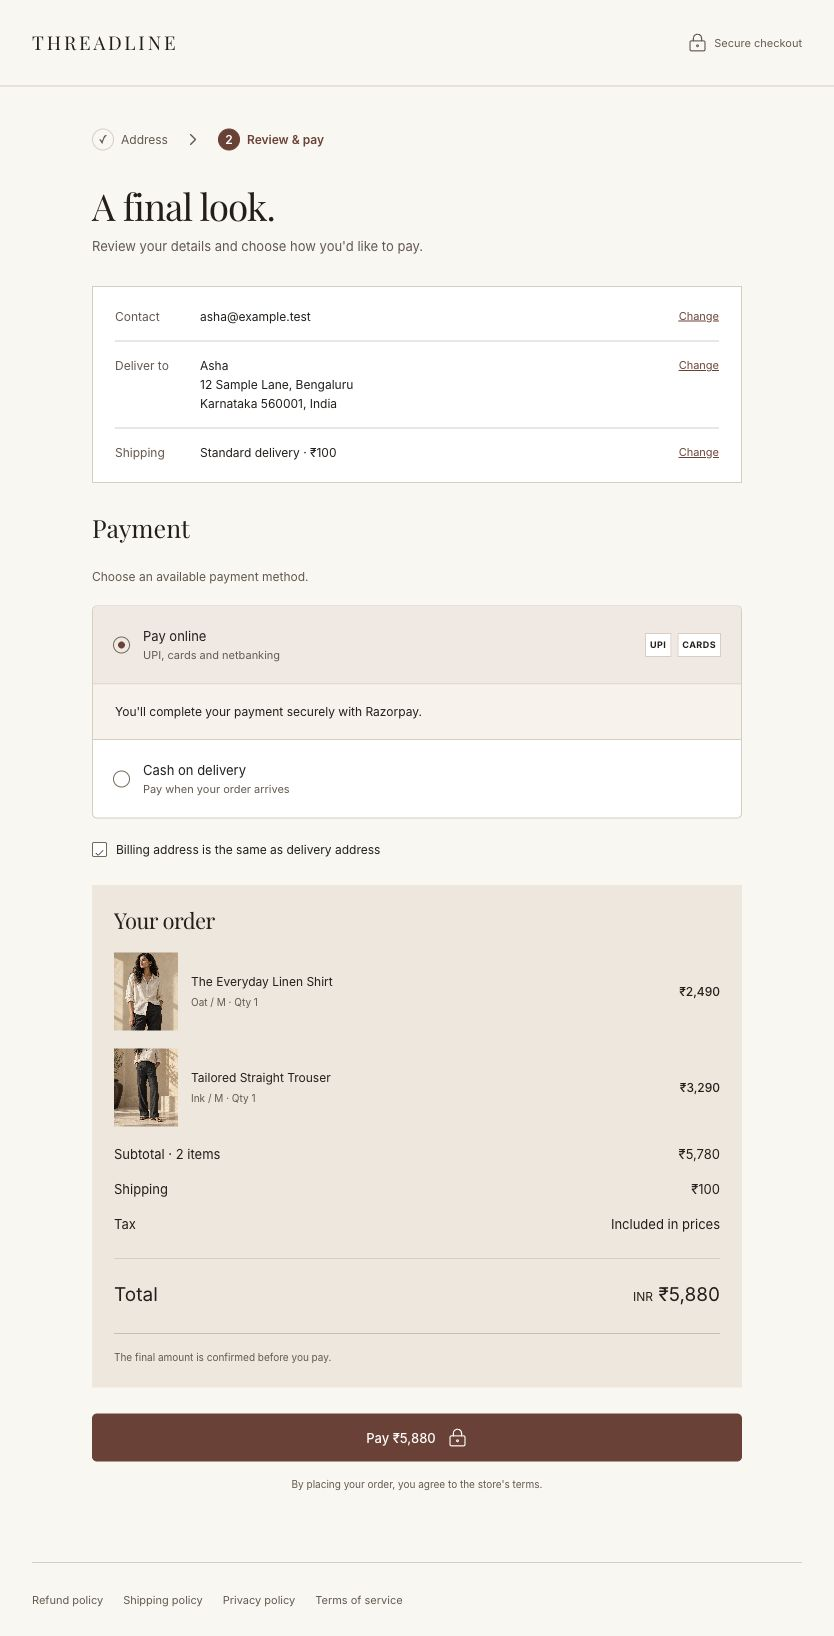 THREADLINE
Secure checkout
Address
2 Review & pay
A final look.
Review your details and choose how you'd like to pay.
Contact asha@example.test Change
Deliver to Asha Change
12 Sample Lane, Bengaluru
Karnataka 560001, India
Shipping Standard delivery · ₹100 Change
Payment
Choose an available payment method.
Pay online
UPI, cards and netbanking
UPI CARDS
You'll complete your payment securely with Razorpay.
Cash on delivery
Pay when your order arrives
Billing address is the same as delivery address
Your order
The Everyday Linen Shirt
Oat / M · Qty 1
₹2,490
Tailored Straight Trouser
Ink / M · Qty 1
₹3,290
Subtotal · 2 items ₹5,780
Shipping ₹100
Tax Included in prices
Total INR ₹5,880
The final amount is confirmed before you pay.
Pay ₹5,880
By placing your order, you agree to the store's terms.
Refund policy Shipping policy Privacy policy Terms of service